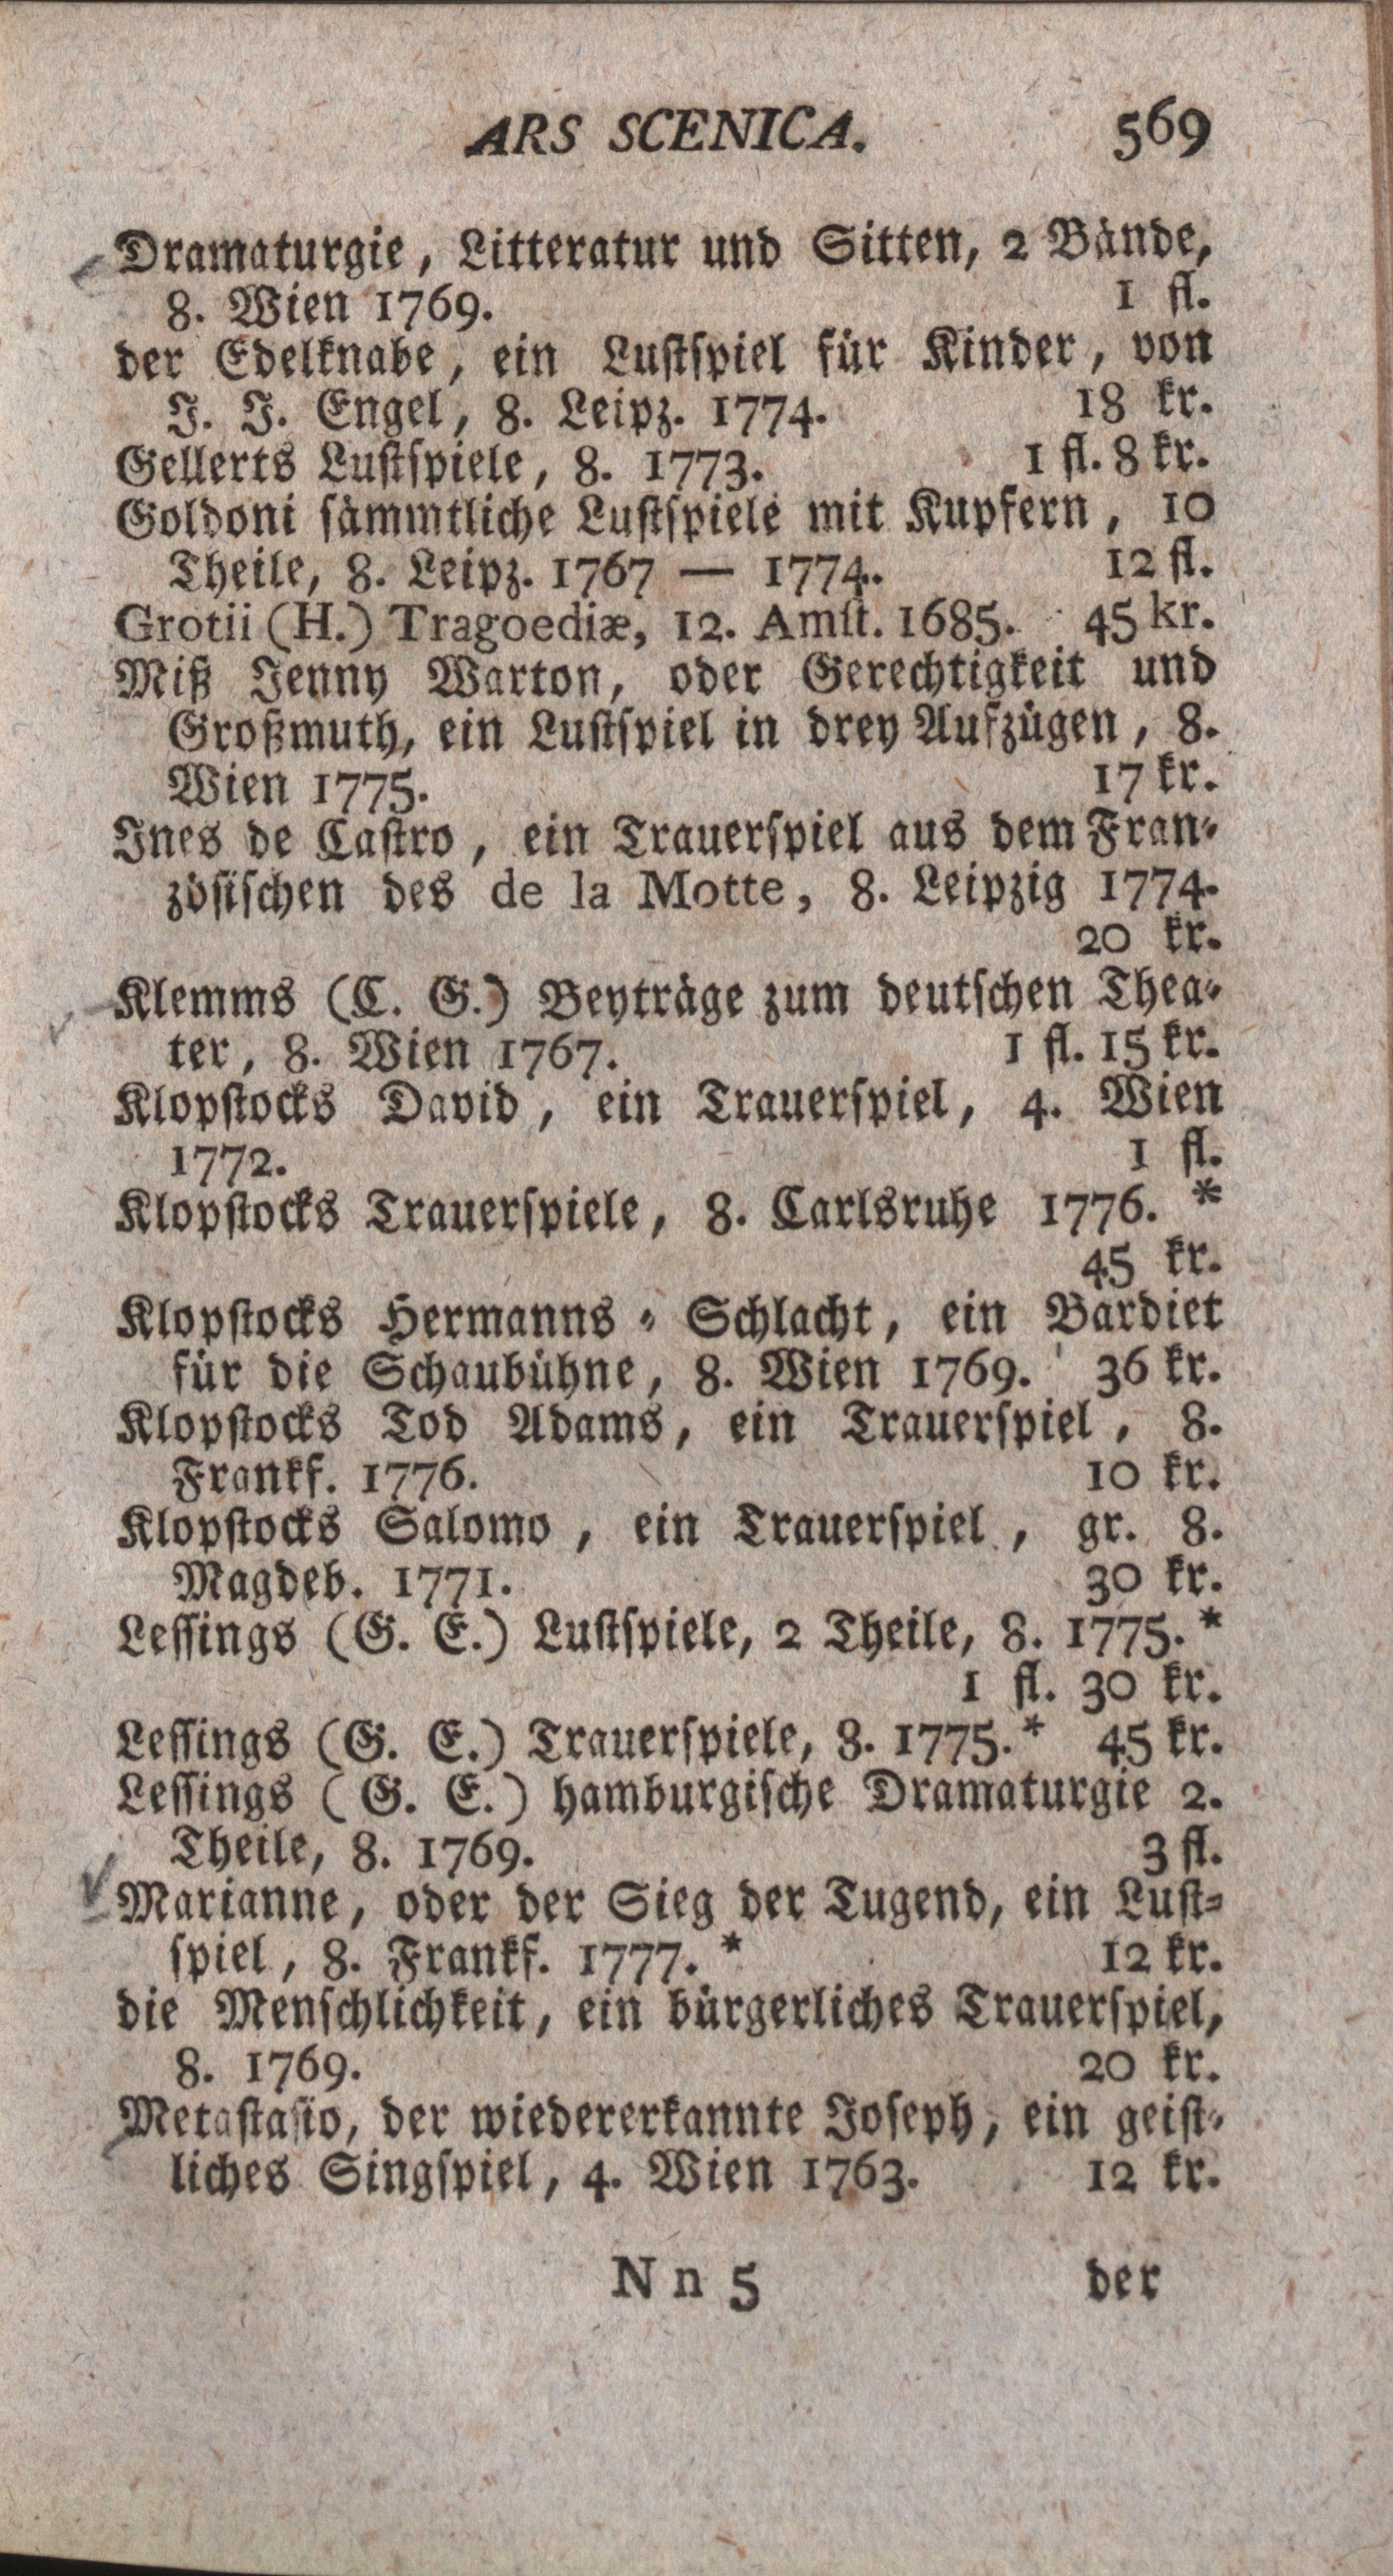 ARS SCENICA. 569
Dramaturgie, Litteratur und Sitten, 2 Bände,
8. Wien 1769. 1 fl.
der Edelknabe, ein Lustspiel für Kinder, von
J. J. Engel, 8. Leipz. 1774. 18 kr.
Gellerts Lustspiele, 8. 1773. 1 fl. 8 kr.
Goldoni sämmtliche Lustspiele mit Kupfern, 10
Theile, 8. Leipz. 1767 — 1774. 12 fl.
Grotii (H.) Tragoediæ, 12. Amst. 1685. 45 kr.
Miß Jenny Warton, oder Gerechtigkeit und
Großmuth, ein Lustspiel in drey Aufzügen, 8.
Wien 1775. 17 kr.
Ines de Castro, ein Trauerspiel aus dem Fran-
zösischen des de la Motte, 8. Leipzig 1774.
20 kr.
Klemms (C. G.) Beyträge zum deutschen Thea-
ter, 8. Wien 1767. 1 fl. 15 kr.
Klopstocks David, ein Trauerspiel, 4. Wien
1772. 1 fl.
Klopstocks Trauerspiele, 8. Carlsruhe 1776. *
45 kr.
Klopstocks Hermanns-Schlacht, ein Bardiet
für die Schaubühne, 8. Wien 1769. 36 kr.
Klopstocks Tod Adams, ein Trauerspiel, 8.
Frankf. 1776. 10 kr.
Klopstocks Salomo, ein Trauerspiel, gr. 8.
Magdeb. 1771. 30 kr.
Lessings (G. E.) Lustspiele, 2 Theile, 8. 1775. *
1 fl. 30 kr.
Lessings (G. E.) Trauerspiele, 8. 1775. * 45 kr.
Lessings (G. E.) hamburgische Dramaturgie 2.
Theile, 8. 1769. 3 fl.
Marianne, oder der Sieg der Tugend, ein Lust-
spiel, 8. Frankf. 1777. * 12 kr.
die Menschlichkeit, ein bürgerliches Trauerspiel,
8. 1769. 20 kr.
Metastasio, der wiedererkannte Joseph, ein geist-
liches Singspiel, 4. Wien 1763. 12 kr.
Nn 5 der